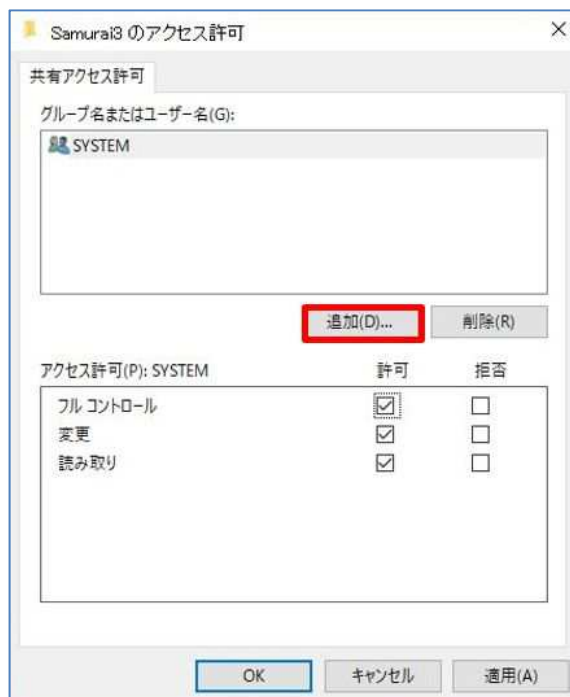 Samurai3 のアクセス許可
共有アクセス許可
グループ名またはユーザー名(G):
SYSTEM
追加(D)... 削除(R)
アクセス許可(P): SYSTEM 許可 拒否
フル コントロール
変更
読み取り
OK キャンセル 適用(A)